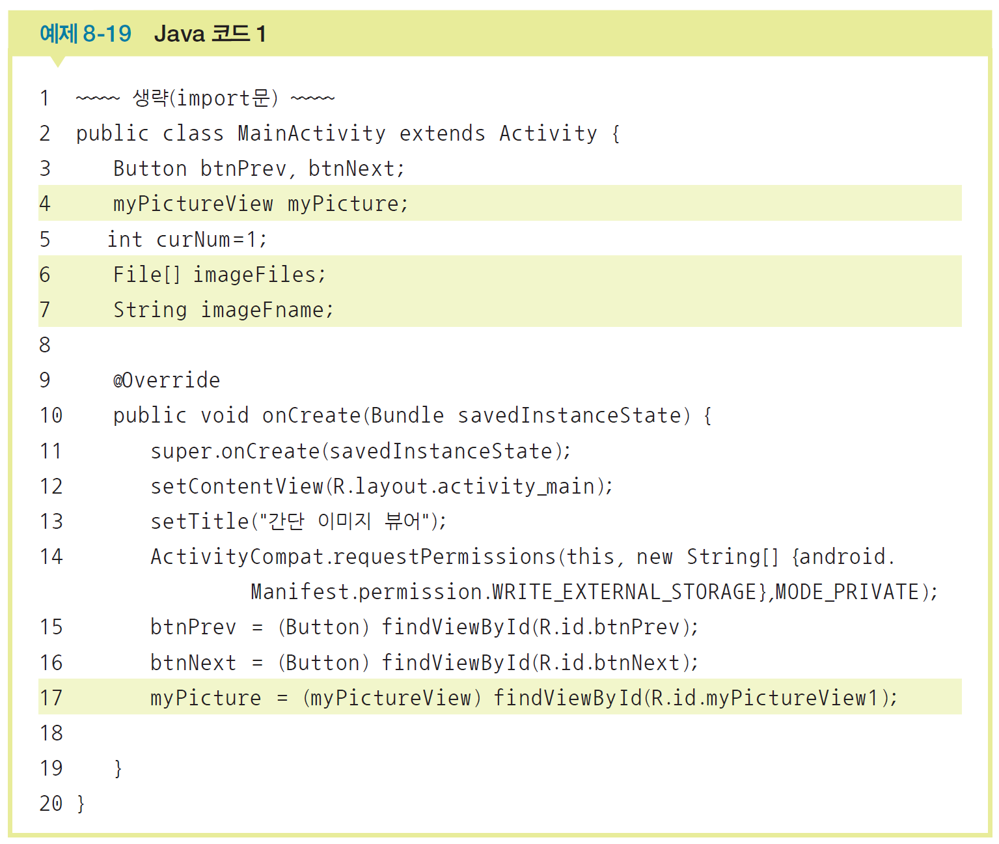 예제 8-19 Java 코드 1
1 ~~~~~ 생략(import문) ~~~~~
2 public class MainActivity extends Activity {
3 Button btnPrev, btnNext;
4 myPictureView myPicture;
5 int curNum=1;
6 File[] imageFiles;
7 String imageFname;
8
9 @Override
10 public void onCreate(Bundle savedInstanceState) {
11 super.onCreate(savedInstanceState);
12 setContentView(R.layout.activity_main);
13 setTitle("간단 이미지 뷰어");
14 ActivityCompat.requestPermissions(this, new String[] {android.
Manifest.permission.WRITE_EXTERNAL_STORAGE},MODE_PRIVATE);
15 btnPrev = (Button) findViewById(R.id.btnPrev);
16 btnNext = (Button) findViewById(R.id.btnNext);
17 myPicture = (myPictureView) findViewById(R.id.myPictureView1);
18
19 }
20 }